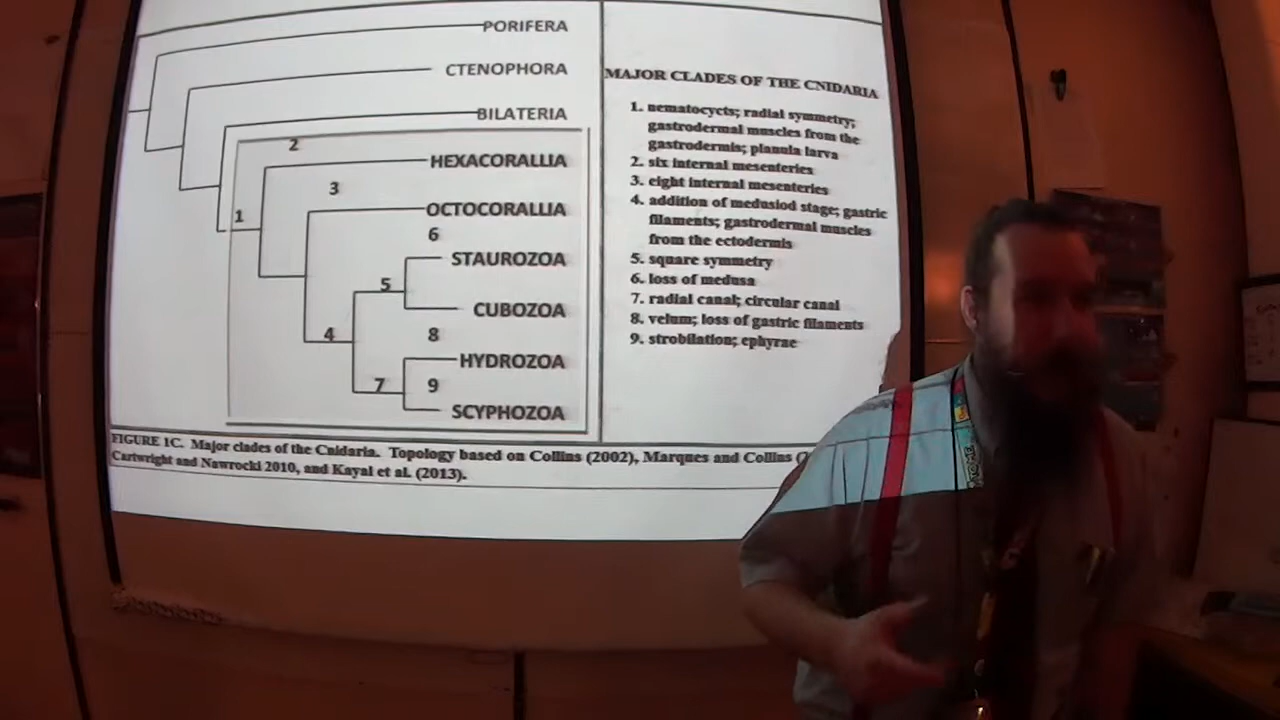 PORIFERA
CTENOPHORA
BILATERIA
2
HEXACORALLIA
3
1
OCTOCORALLIA
6
STAUROZOA
5
CUBOZOA
4
8
HYDROZOA
7
9
SCYPHOZOA
MAJOR CLADES OF THE CNIDARIA
1. nematocycts; radial symmetry;
gastrodermal muscles from the
gastrodermis; planula larva
2. six internal mesenteries
3. eight internal mesenteries
4. addition of medusiod stage; gastric
filaments; gastrodermal muscles
from the ectodermis
5. square symmetry
6. loss of medusa
7. radial canal; circular canal
8. velum; loss of gastric filaments
9. strobilation; ephyrae
FIGURE 1C. Major clades of the Cnidaria. Topology based on Collins (2002), Marques and Collins
Cartwright and Nawrocki 2010, and Kayal et al. (2013).